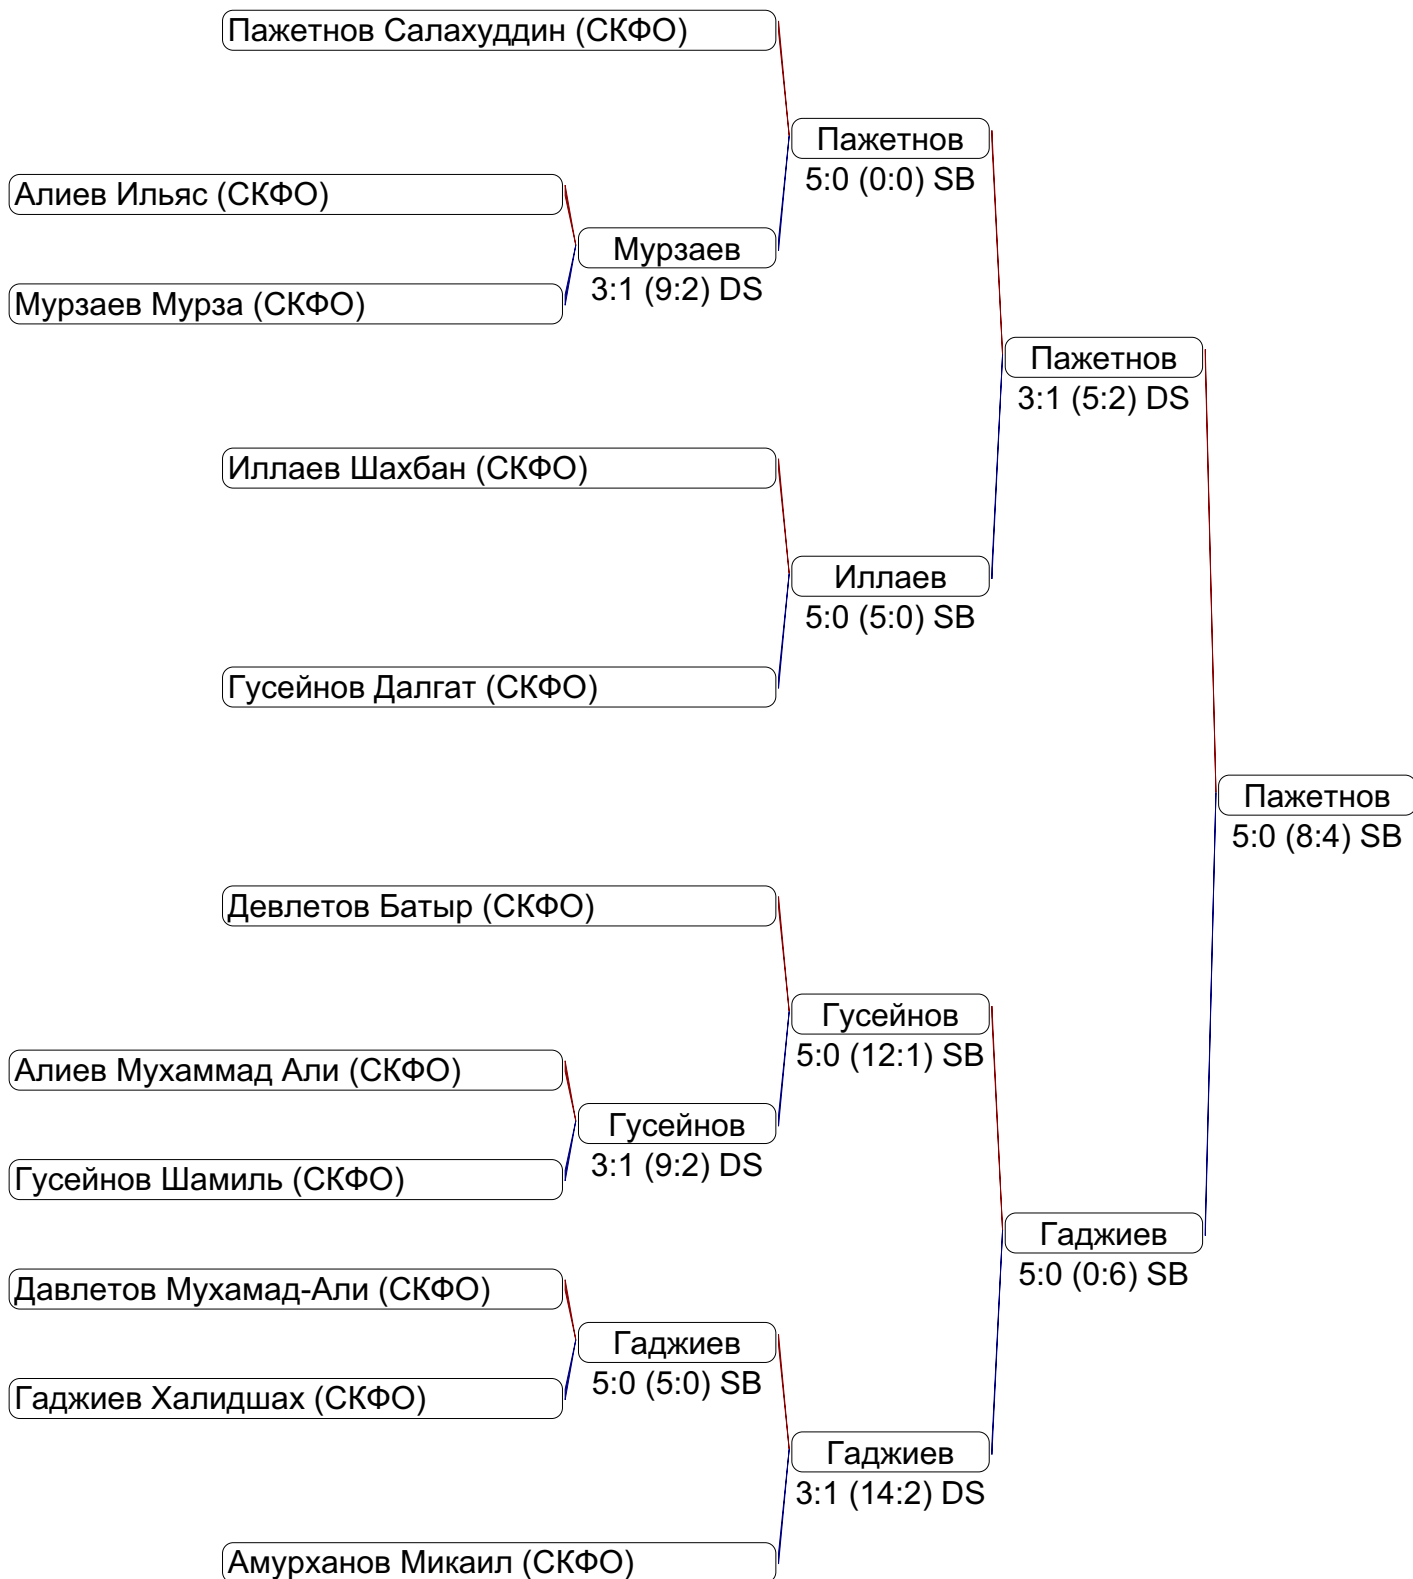 Пажетнов Салахуддин (СКФО)
Пажетнов
5:0 (0:0) SB
Алиев Ильяс (СКФО)
Мурзаев
3:1 (9:2) DS
Мурзаев Мурза (СКФО)
Пажетнов
3:1 (5:2) DS
Иллаев Шахбан (СКФО)
Иллаев
5:0 (5:0) SB
Гусейнов Далгат (СКФО)
Пажетнов
5:0 (8:4) SB
Девлетов Батыр (СКФО)
Гусейнов
5:0 (12:1) SB
Алиев Мухаммад Али (СКФО)
Гусейнов
3:1 (9:2) DS
Гусейнов Шамиль (СКФО)
Гаджиев
5:0 (0:6) SB
Давлетов Мухамад-Али (СКФО)
Гаджиев
5:0 (5:0) SB
Гаджиев Халидшах (СКФО)
Гаджиев
3:1 (14:2) DS
Амурханов Микаил (СКФО)